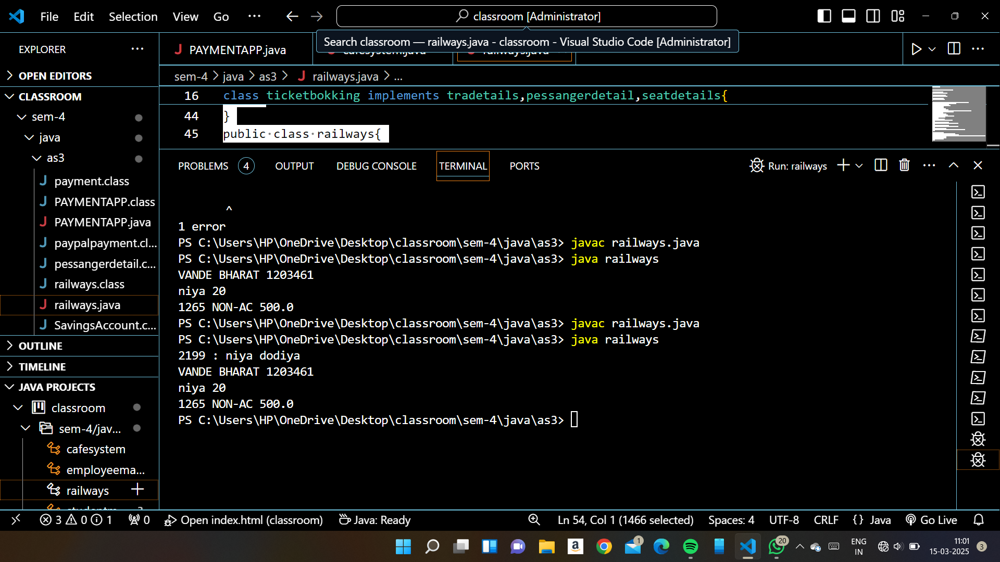 File Edit Selection View Go ···
classroom [Administrator]
Search classroom — railways.java - classroom - Visual Studio Code [Administrator]
EXPLORER ···
PAYMENTAPP.java
OPEN EDITORS
sem-4 > java > as3 > railways.java > ...
CLASSROOM
sem-4
java
as3
payment.class
PAYMENTAPP.class
PAYMENTAPP.java
paypalpayment.cl...
pessangerdetail.c...
railways.class
railways.java
SavingsAccount.c...
OUTLINE
TIMELINE
JAVA PROJECTS
classroom
sem-4/jav...
cafesystem
employeema...
railways
16 class ticketbokking implements tradetails,pessangerdetail,seatdetails{
44 }
45 public·class·railways{
PROBLEMS 4 OUTPUT DEBUG CONSOLE TERMINAL PORTS
Run: railways
^
1 error
PS C:\Users\HP\OneDrive\Desktop\classroom\sem-4\java\as3> javac railways.java
PS C:\Users\HP\OneDrive\Desktop\classroom\sem-4\java\as3> java railways
VANDE BHARAT 1203461
niya 20
1265 NON-AC 500.0
PS C:\Users\HP\OneDrive\Desktop\classroom\sem-4\java\as3> javac railways.java
PS C:\Users\HP\OneDrive\Desktop\classroom\sem-4\java\as3> java railways
2199 : niya dodiya
VANDE BHARAT 1203461
niya 20
1265 NON-AC 500.0
PS C:\Users\HP\OneDrive\Desktop\classroom\sem-4\java\as3>
3 0 1 0 Open index.html (classroom) Java: Ready
Ln 54, Col 1 (1466 selected) Spaces: 4 UTF-8 CRLF {} Java Go Live
1
20
ENG
IN
11:01
15-03-2025
3